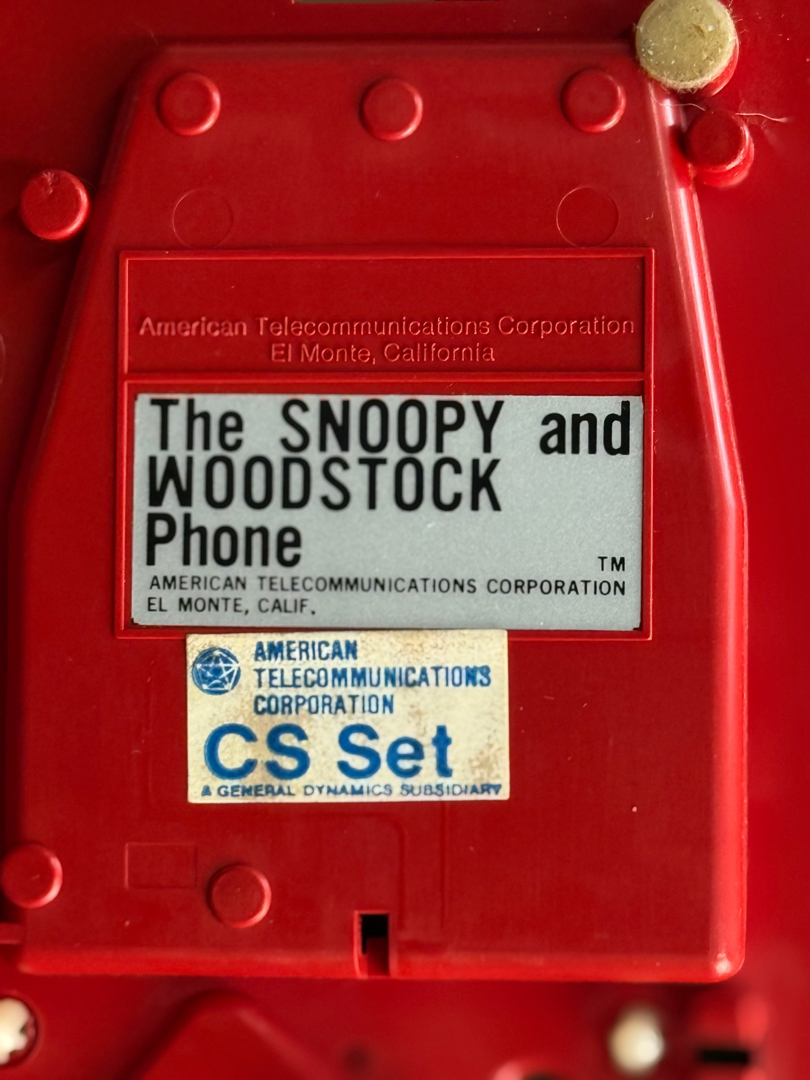 American Telecommunications Corporation
El Monte, California
The SNOOPY and
WOODSTOCK
Phone
TM
AMERICAN TELECOMMUNICATIONS CORPORATION
EL MONTE, CALIF.
AMERICAN
TELECOMMUNICATIONS
CORPORATION
CS Set
A GENERAL DYNAMICS SUBSIDIARY